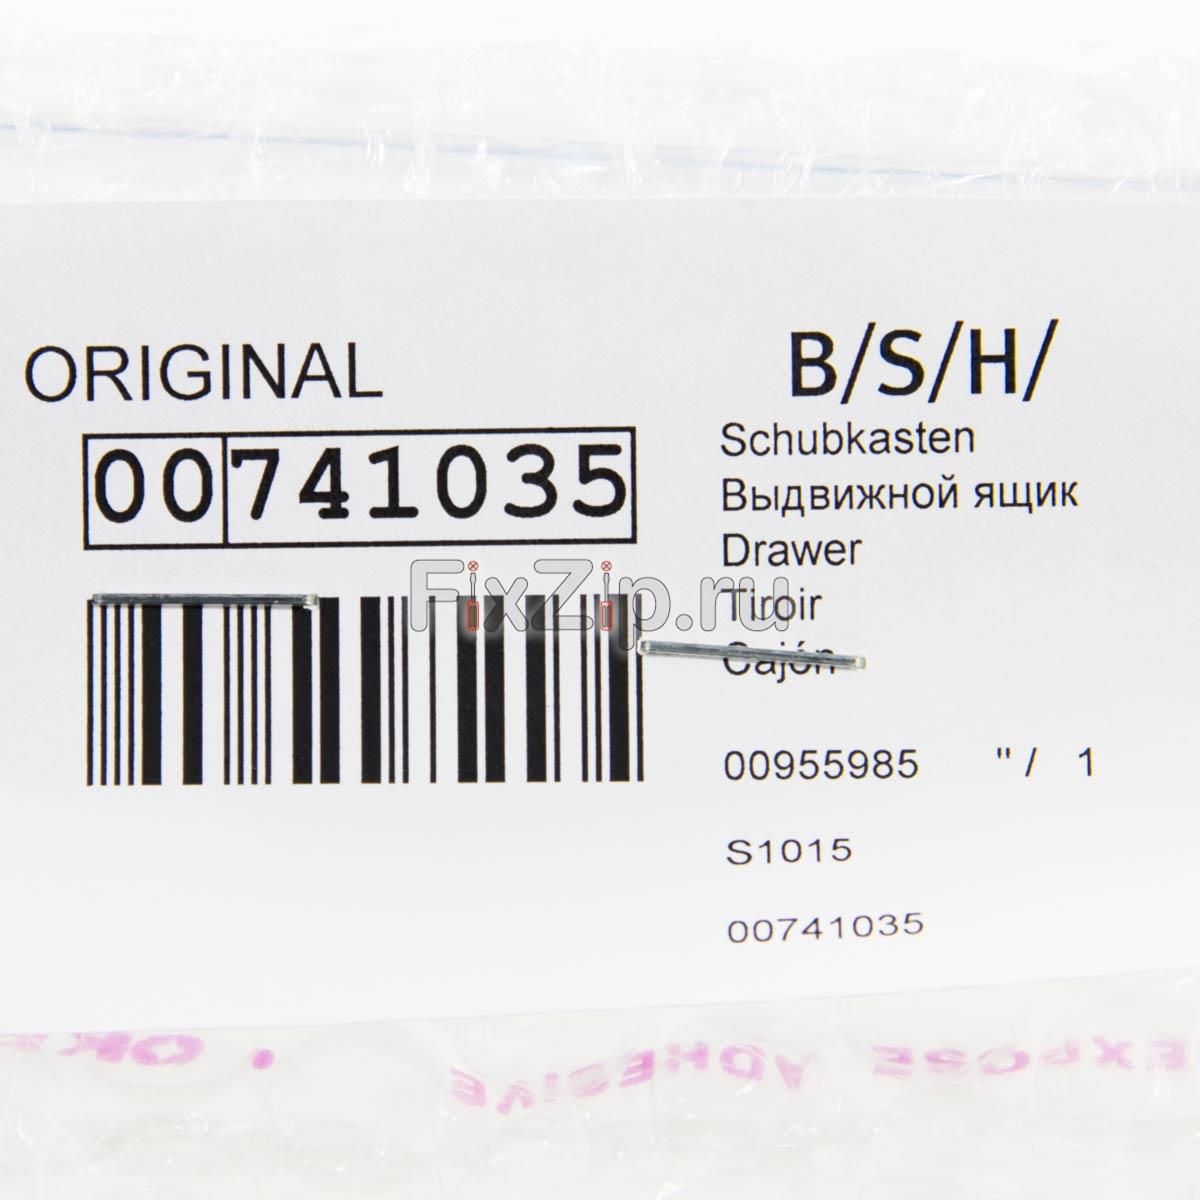 ORIGINAL
B/S/H/
00741035
Schubkasten
Выдвижной ящик
Drawer
Tiroir
Cajón
FixZip.ru
00955985 "/ 1
S1015
00741035
EXPOSE ADHESIVE